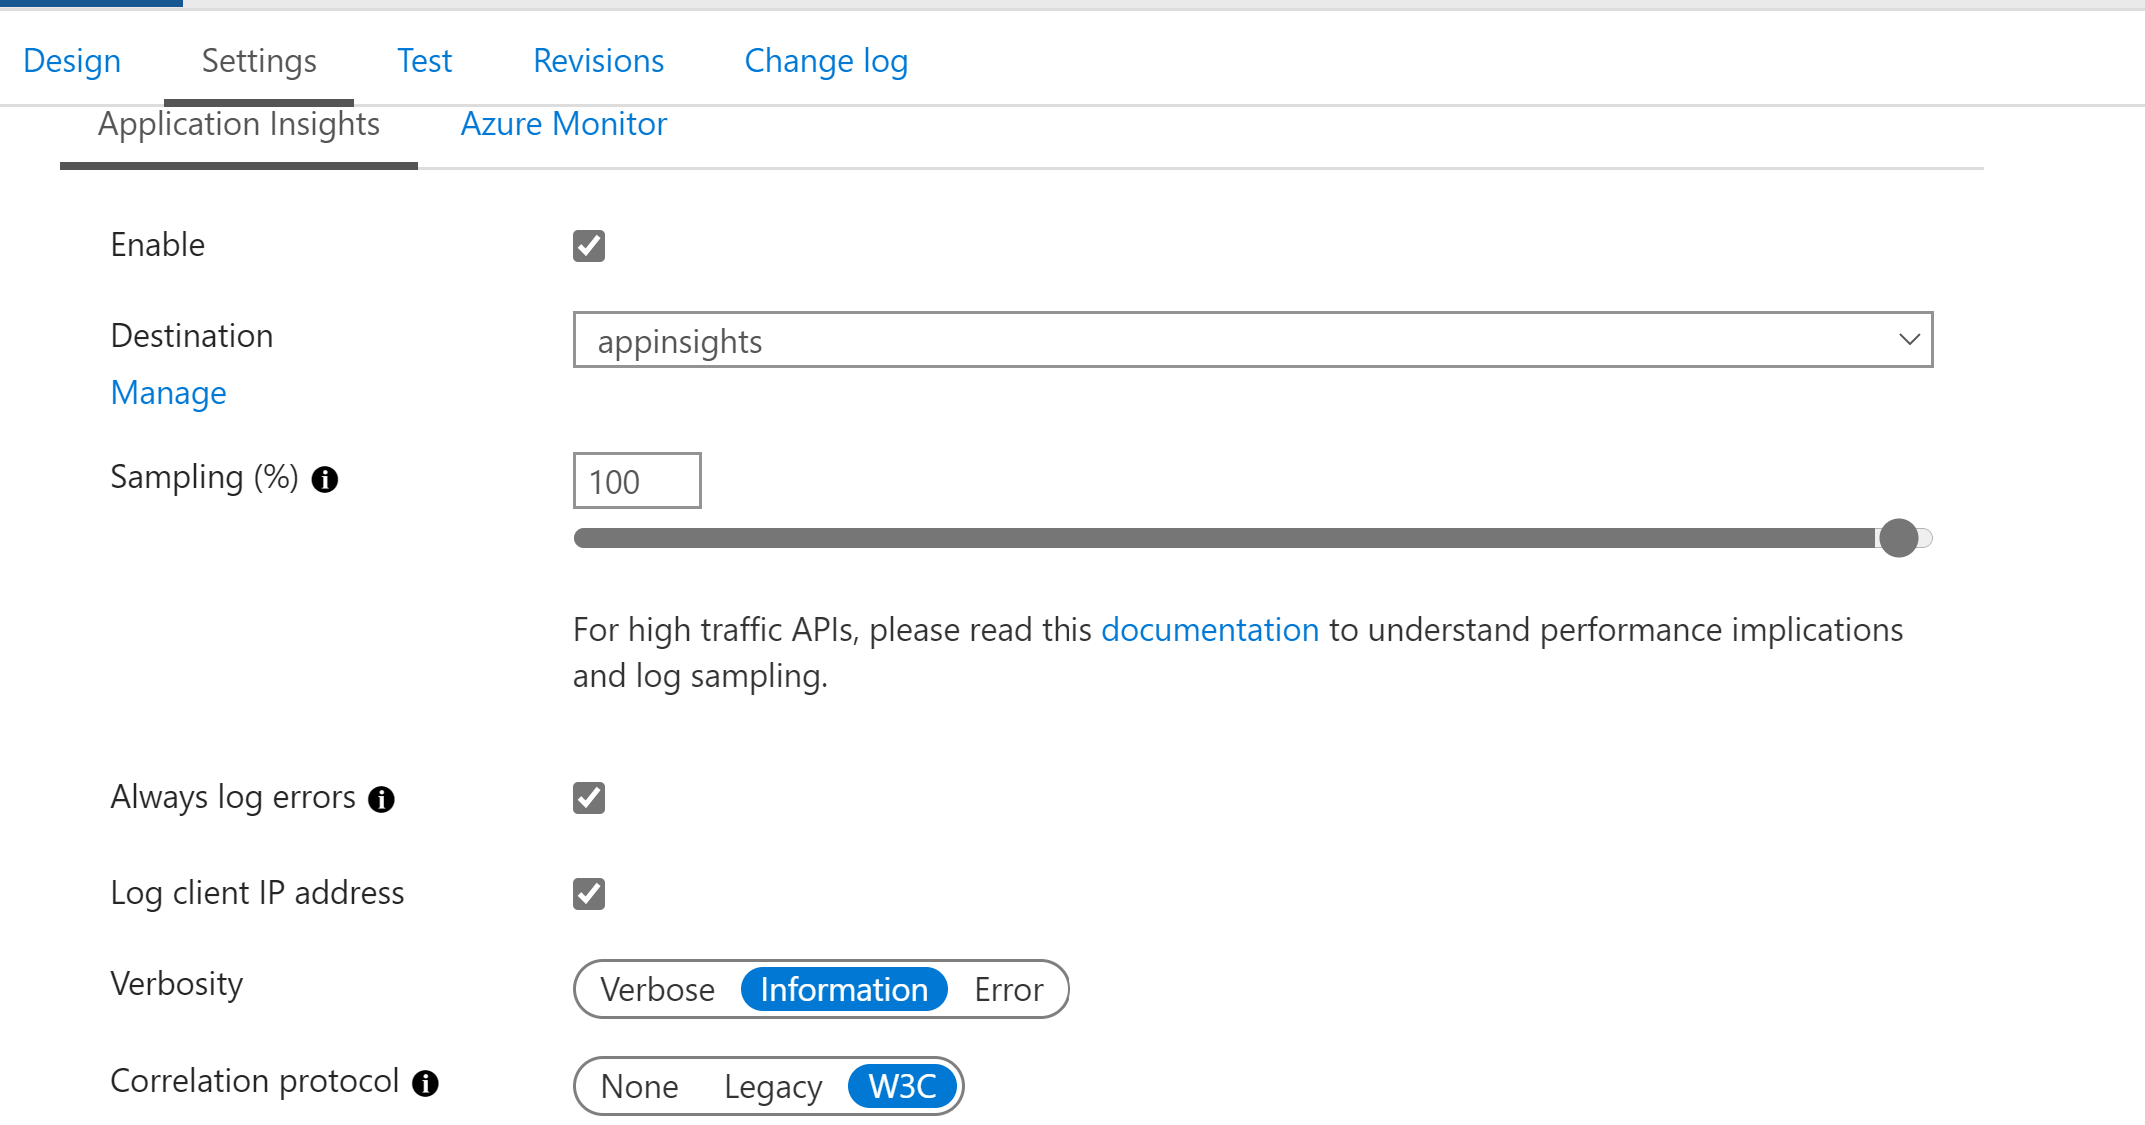 Design Settings Test Revisions Change log
Application Insights Azure Monitor
Enable
Destination appinsights
Manage
Sampling (%) 100
For high traffic APIs, please read this documentation to understand performance implications
and log sampling.
Always log errors
Log client IP address
Verbosity Verbose Information Error
Correlation protocol None Legacy W3C